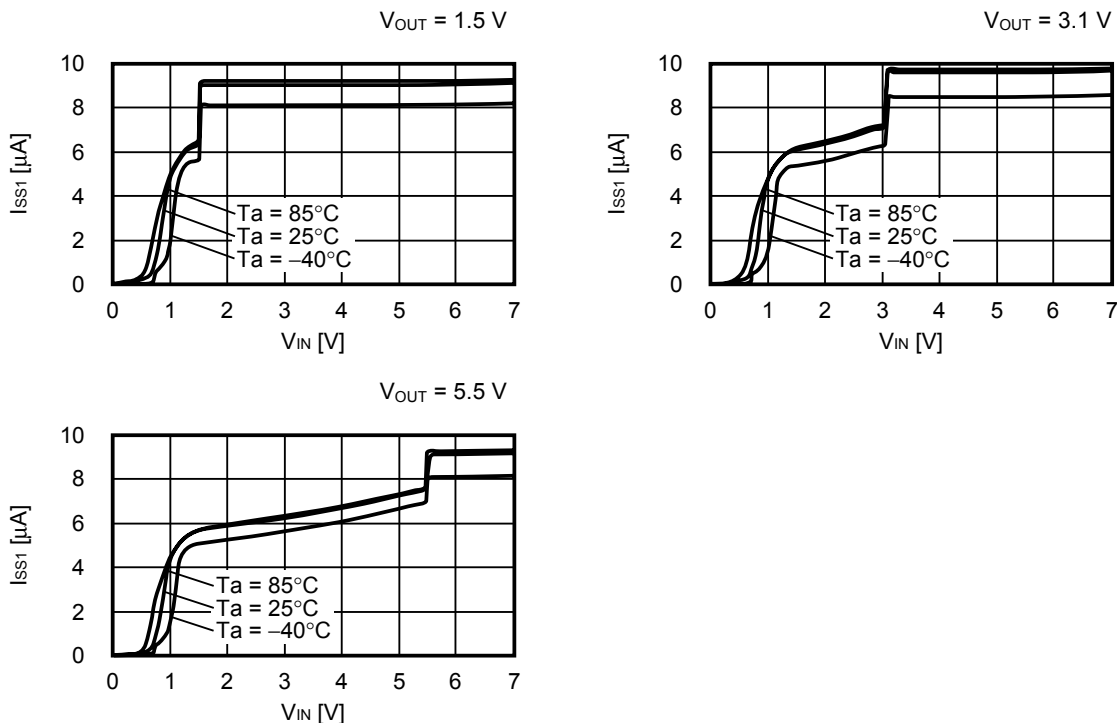 VOUT = 1.5 V
10
8
6
4
2
0
ISS1 [μA]
Ta = 85°C
Ta = 25°C
Ta = −40°C
0 1 2 3 4 5 6 7
VIN [V]
VOUT = 3.1 V
10
8
6
4
2
0
ISS1 [μA]
Ta = 85°C
Ta = 25°C
Ta = −40°C
0 1 2 3 4 5 6 7
VIN [V]
VOUT = 5.5 V
10
8
6
4
2
0
ISS1 [μA]
Ta = 85°C
Ta = 25°C
Ta = −40°C
0 1 2 3 4 5 6 7
VIN [V]